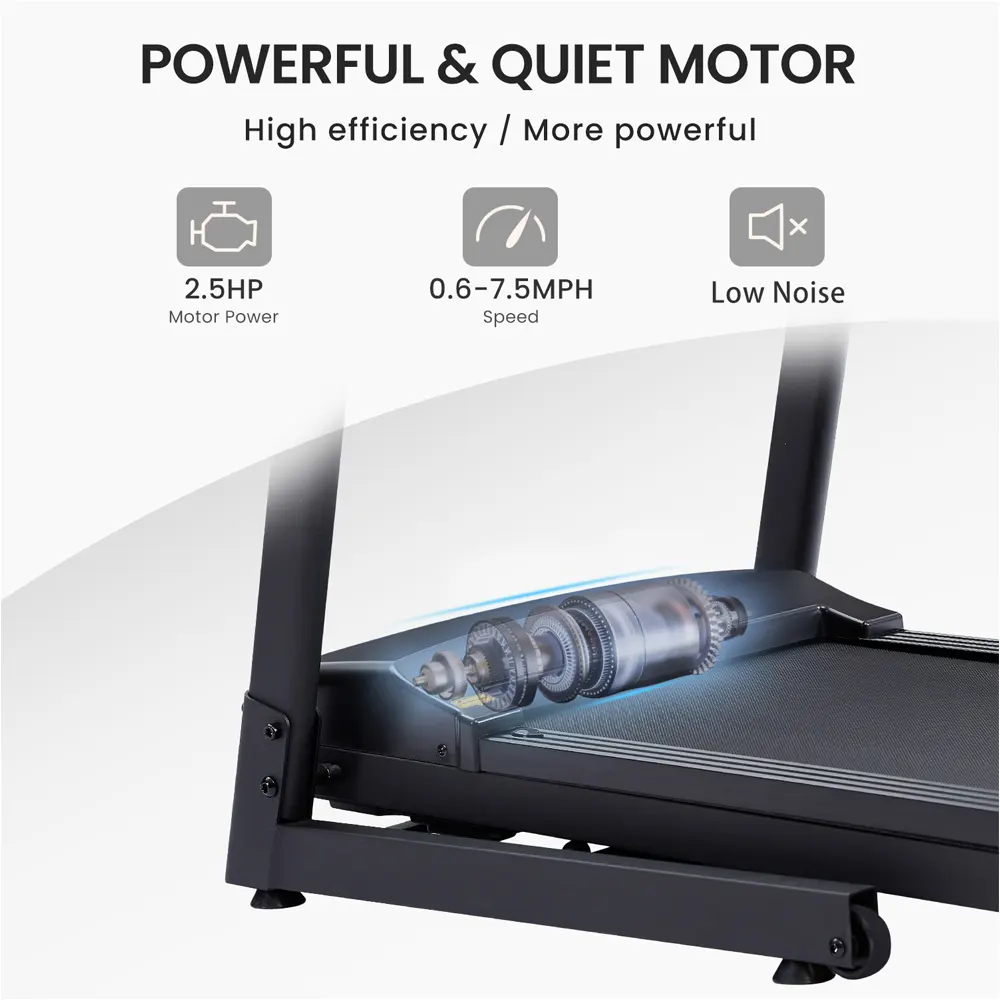 POWERFUL & QUIET MOTOR
High efficiency / More powerful
2.5HP
Motor Power
0.6-7.5MPH
Speed
Low Noise